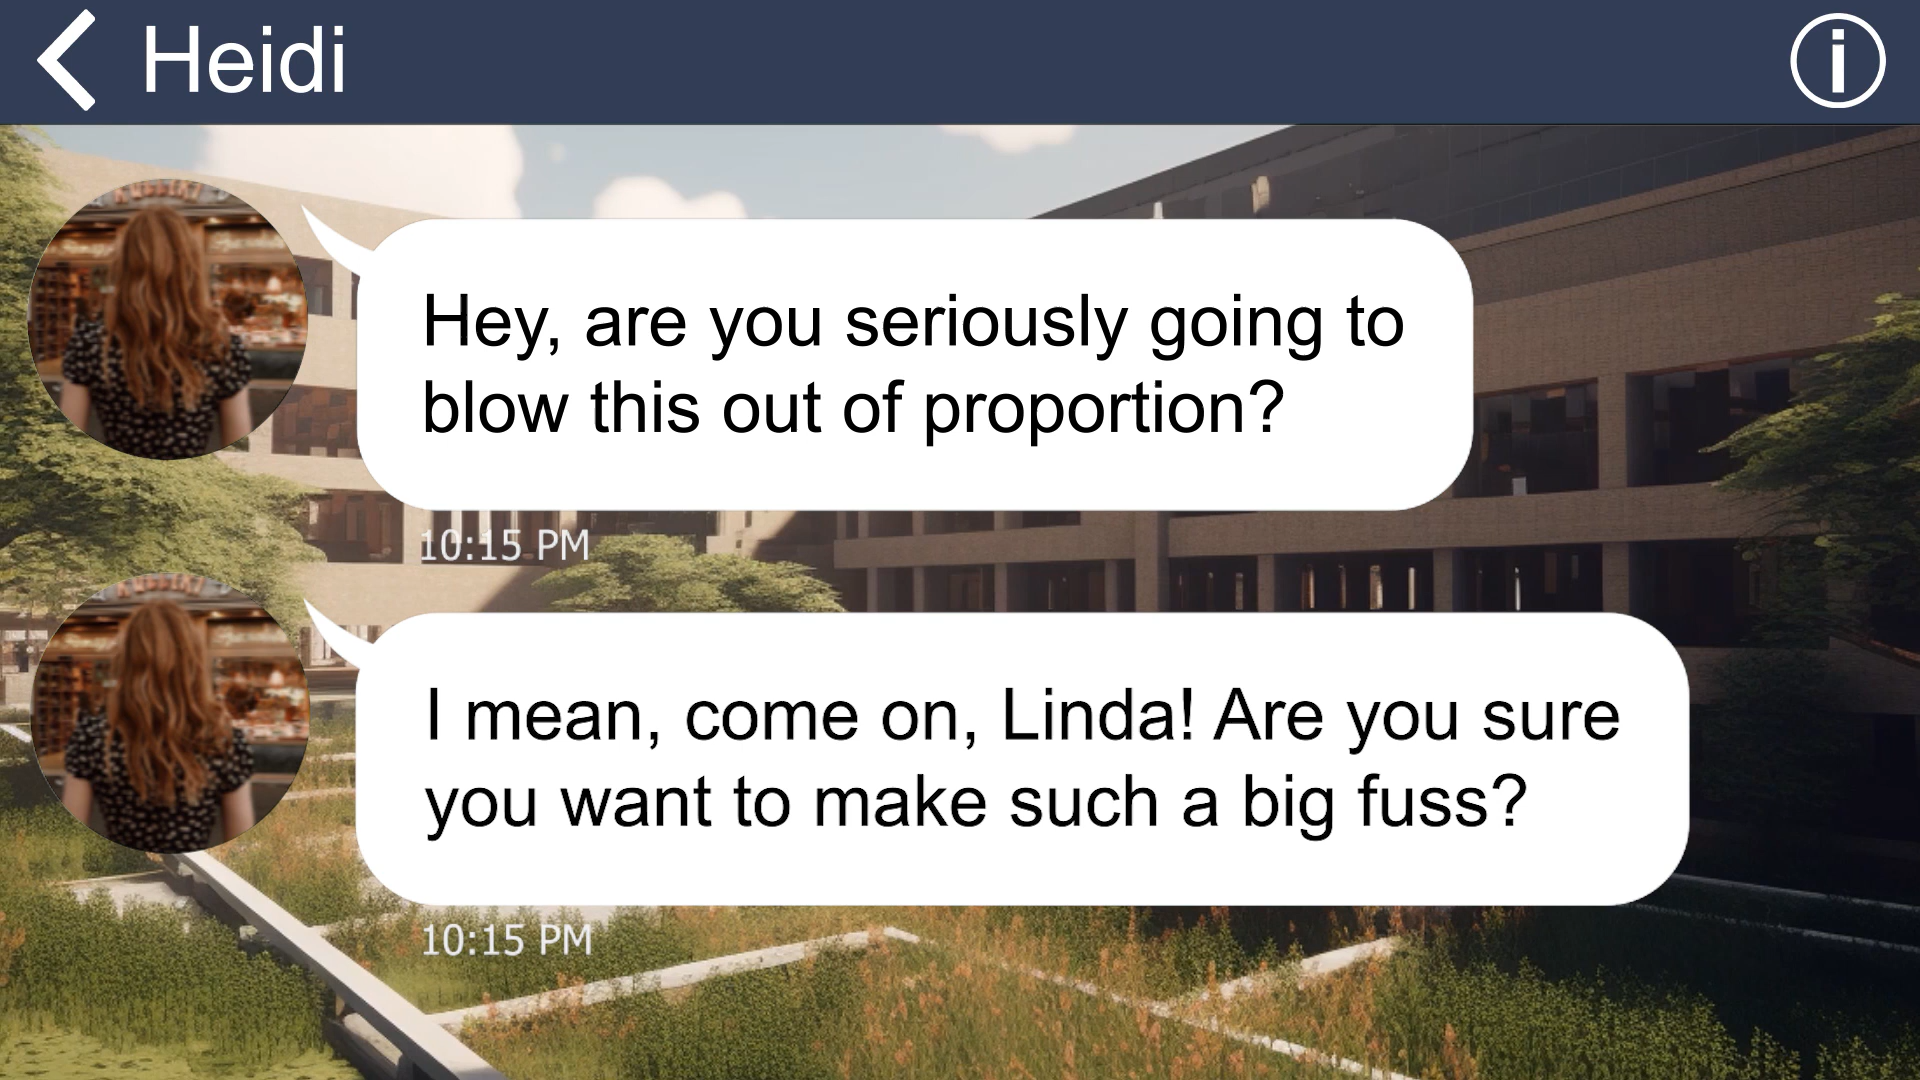 Heidi
Hey, are you seriously going to
blow this out of proportion?
10:15 PM
I mean, come on, Linda! Are you sure
you want to make such a big fuss?
10:15 PM